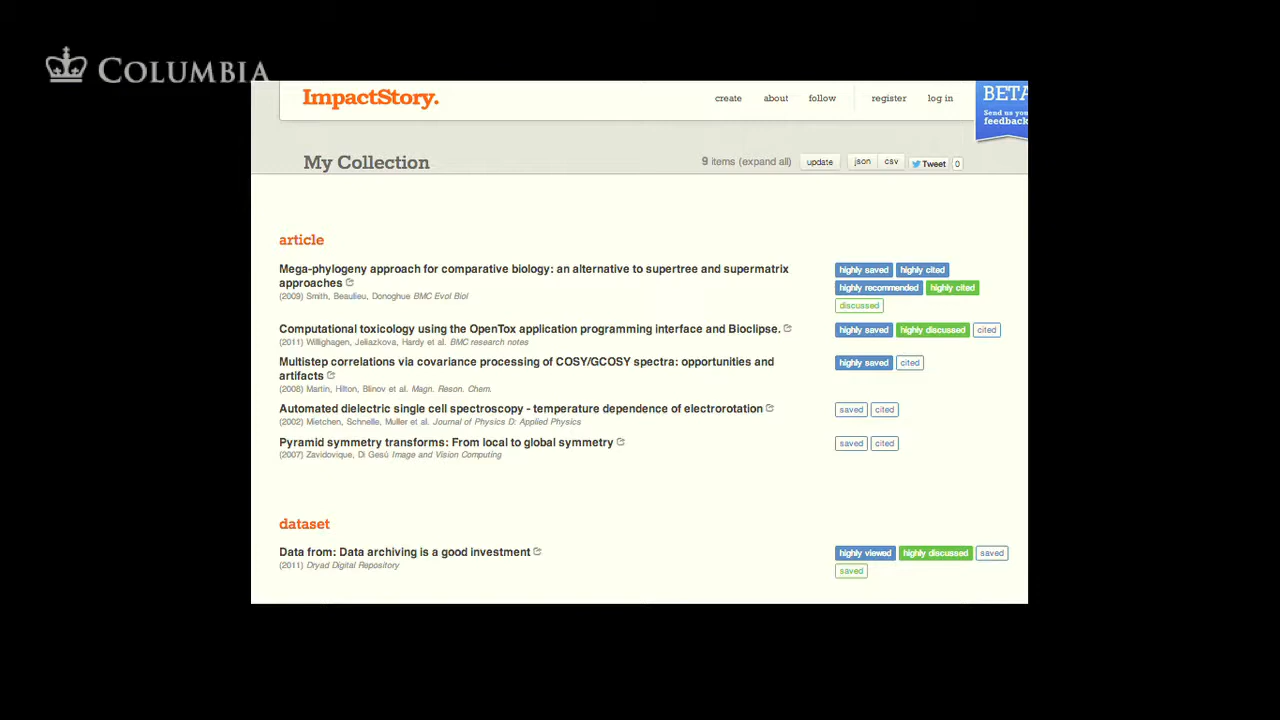 COLUMBIA
ImpactStory.
create about follow register log in
BETA
Send us your
feedback
My Collection
9 items (expand all) update json csv Tweet 0
article
Mega-phylogeny approach for comparative biology: an alternative to supertree and supermatrix
approaches
(2009) Smith, Beaulieu, Donoghue BMC Evol Biol
highly saved highly cited
highly recommended highly cited
discussed
Computational toxicology using the OpenTox application programming interface and Bioclipse.
(2011) Willighagen, Jeliazkova, Hardy et al. BMC research notes
highly saved highly discussed cited
Multistep correlations via covariance processing of COSY/GCOSY spectra: opportunities and
artifacts
(2008) Martin, Hilton, Blinov et al. Magn. Reson. Chem.
highly saved cited
Automated dielectric single cell spectroscopy - temperature dependence of electrorotation
(2002) Mietchen, Schnelle, Muller et al. Journal of Physics D: Applied Physics
saved cited
Pyramid symmetry transforms: From local to global symmetry
(2007) Zavidovique, Di Gesú Image and Vision Computing
saved cited
dataset
Data from: Data archiving is a good investment
(2011) Dryad Digital Repository
highly viewed highly discussed saved
saved